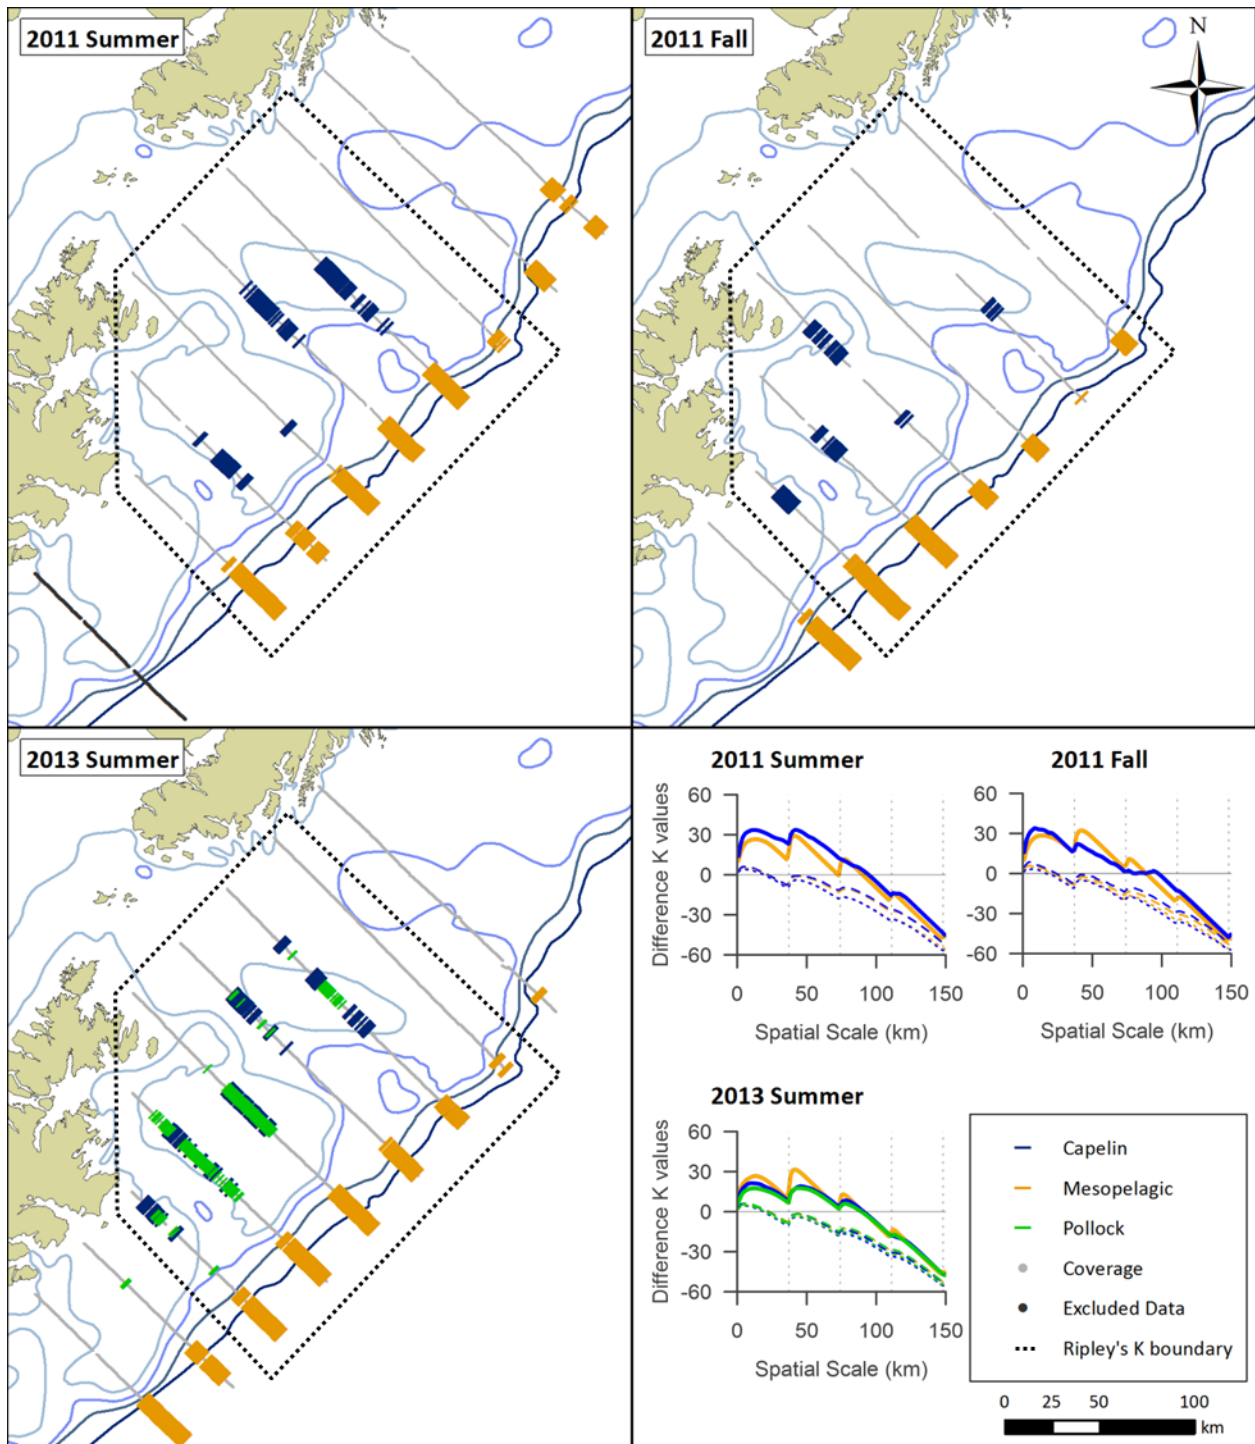 2011 Summer
2011 Fall
N
2013 Summer
2011 Summer
2011 Fall
Difference K values
60
30
0
-30
-60
0 50 100 150
Spatial Scale (km)
60
30
0
-30
-60
0 50 100 150
Spatial Scale (km)
2013 Summer
Difference K values
60
30
0
-30
-60
0 50 100 150
Spatial Scale (km)
Capelin
Mesopelagic
Pollock
Coverage
Excluded Data
Ripley's K boundary
0 25 50 100
km